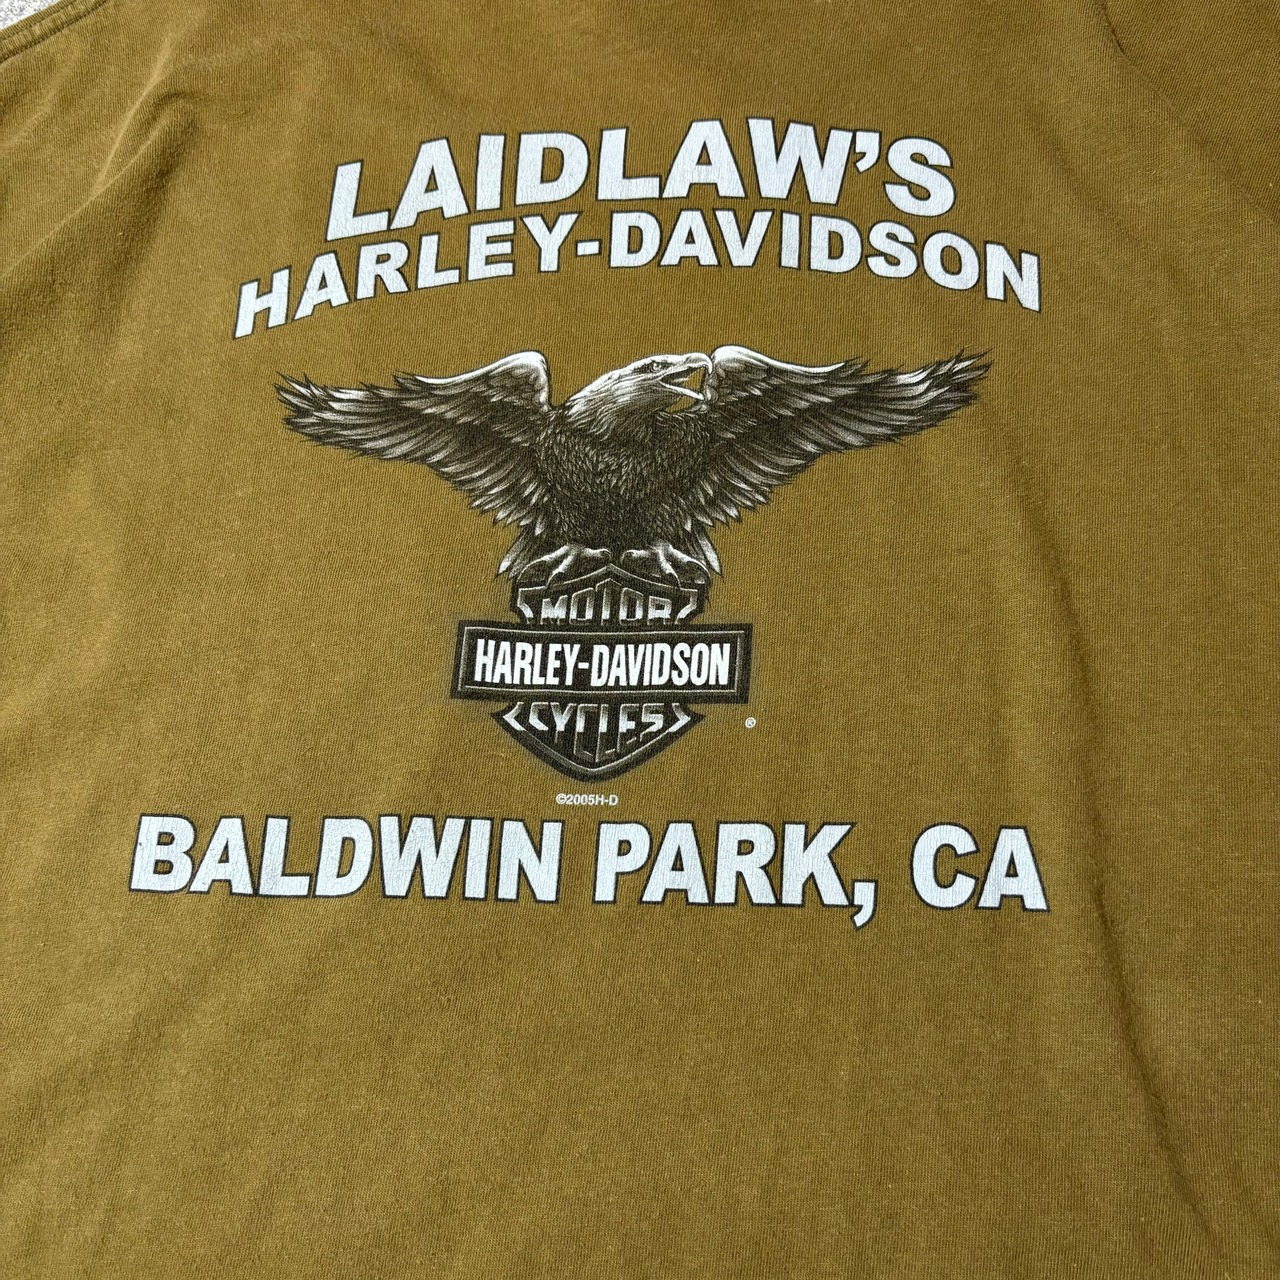 LAIDLAW'S
HARLEY-DAVIDSON
MOTOR
HARLEY-DAVIDSON
CYCLES
®
©2005H-D
BALDWIN PARK, CA